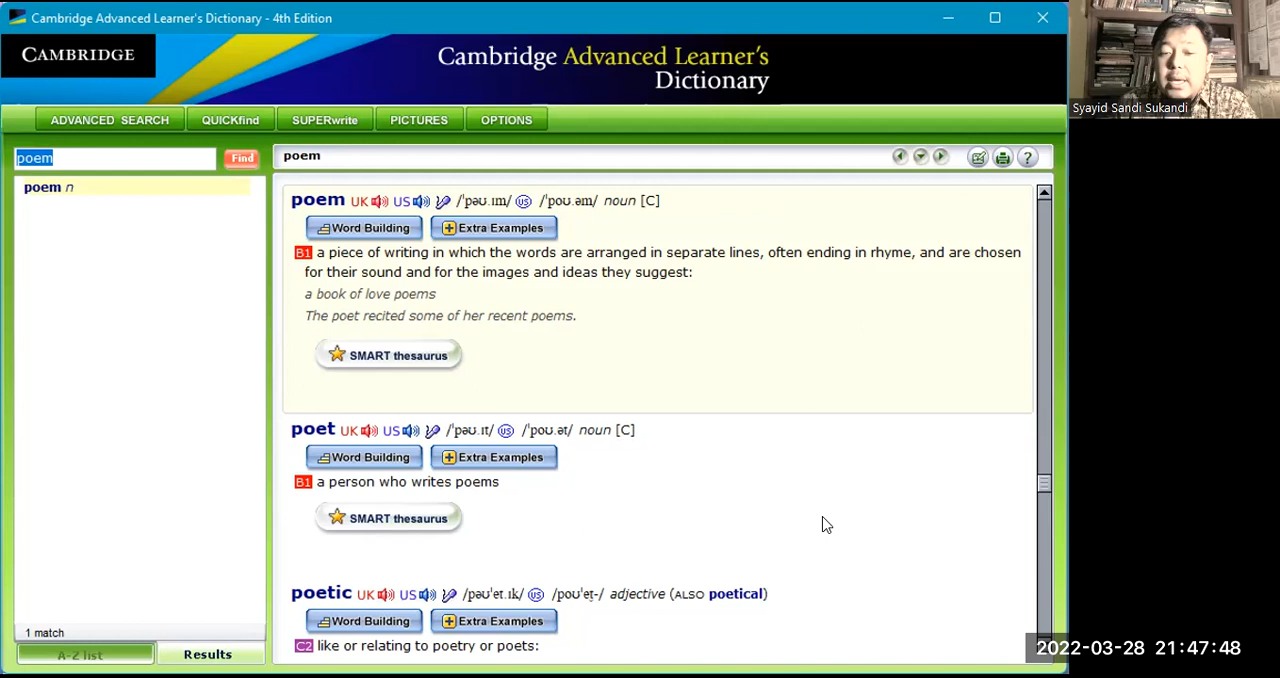 Cambridge Advanced Learner's Dictionary - 4th Edition
CAMBRIDGE
Cambridge Advanced Learner's
Dictionary
Syayid Sandi Sukandi
ADVANCED SEARCH QUICKfind SUPERwrite PICTURES OPTIONS
poem Find
poem
poem n
poem UK US /ˈpəʊ.ɪm/ US /ˈpoʊ.əm/ noun [C]
Word Building Extra Examples
B1 a piece of writing in which the words are arranged in separate lines, often ending in rhyme, and are chosen
for their sound and for the images and ideas they suggest:
a book of love poems
The poet recited some of her recent poems.
SMART thesaurus
poet UK US /ˈpəʊ.ɪt/ US /ˈpoʊ.ət/ noun [C]
Word Building Extra Examples
B1 a person who writes poems
SMART thesaurus
poetic UK US /pəʊˈet.ɪk/ US /poʊˈet̬-/ adjective (ALSO poetical)
Word Building Extra Examples
C2 like or relating to poetry or poets:
1 match
A-Z list Results
2022-03-28 21:47:48